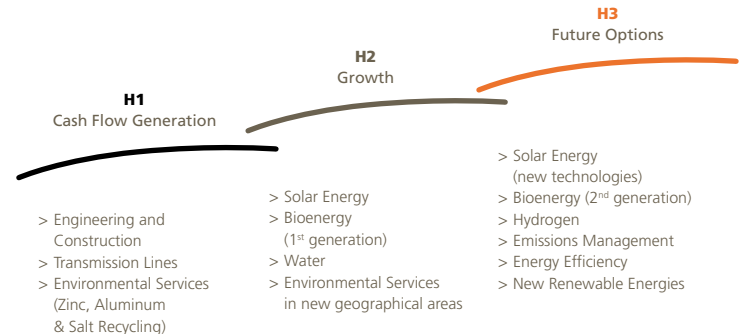 H1
Cash Flow Generation
> Engineering and
Construction
> Transmission Lines
> Environmental Services
(Zinc, Aluminum
& Salt Recycling)
H2
Growth
> Solar Energy
> Bioenergy
(1st generation)
> Water
> Environmental Services
in new geographical areas
H3
Future Options
> Solar Energy
(new technologies)
> Bioenergy (2nd generation)
> Hydrogen
> Emissions Management
> Energy Efficiency
> New Renewable Energies